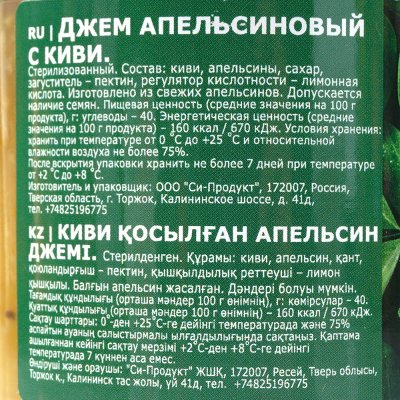 RU | ДЖЕМ АПЕЛЬСИНОВЫЙ
С КИВИ.
Стерилизованный. Состав: киви, апельсины, сахар,
загуститель – пектин, регулятор кислотности – лимонная
кислота. Изготовлено из свежих апельсинов. Допускается
наличие семян. Пищевая ценность (средние значения на 100 г
продукта), г: углеводы – 40. Энергетическая ценность (средние
значения на 100 г продукта) – 160 ккал / 670 кДж. Условия хранения:
хранить при температуре от 0 °С до +25 °С и относительной
влажности воздуха не более 75%.
После вскрытия упаковки хранить не более 7 дней при температуре
от +2 °С до +8 °С.
Изготовитель и упаковщик: ООО "Си-Продукт", 172007, Россия,
Тверская область, г. Торжок, Калининское шоссе, д. 41д,
тел. +74825196775
KZ | КИВИ ҚОСЫЛҒАН АПЕЛЬСИН
ДЖЕМІ. Стерилденген. Құрамы: киви, апельсин, қант,
қоюландырғыш – пектин, қышқылдылық реттеуші – лимон
қышқылы. Балғын апельсин жасалған. Дәндері болуы мүмкін.
Тағамдық құндылығы (орташа мәндер 100 г өнімнің), г: көмірсулар – 40.
Қуаттық құндылығы (орташа мәндер 100 г өнімнің) – 160 ккал / 670 кДж.
Сақтау шарттары: 0 °-ден +25 °С-ге дейінгі температурада және 75%
аспайтын ауаның салыстырмалы ылғалдылығында сақтаңыз. Қаптама
ашылғаннан кейінгі сақтау мерзімі +2°С-ден +8°С-ге дейінгі
температурада 7 күннен аса емес.
Өндіруші және ораушы: "Си-Продукт" ЖШҚ, 172007, Ресей, Тверь облысы,
Торжок қ., Калининск тас жолы, үй 41д, тел. +74825196775